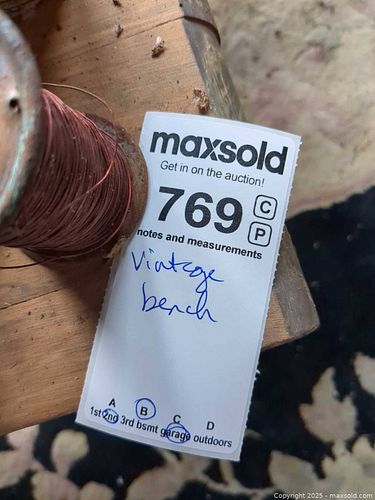 maxsold
Get in on the auction!
769 C
P
notes and measurements
vintage
bench
A B C D
1st 2nd 3rd bsmt garage outdoors
Copyright 2025 - maxsold.com